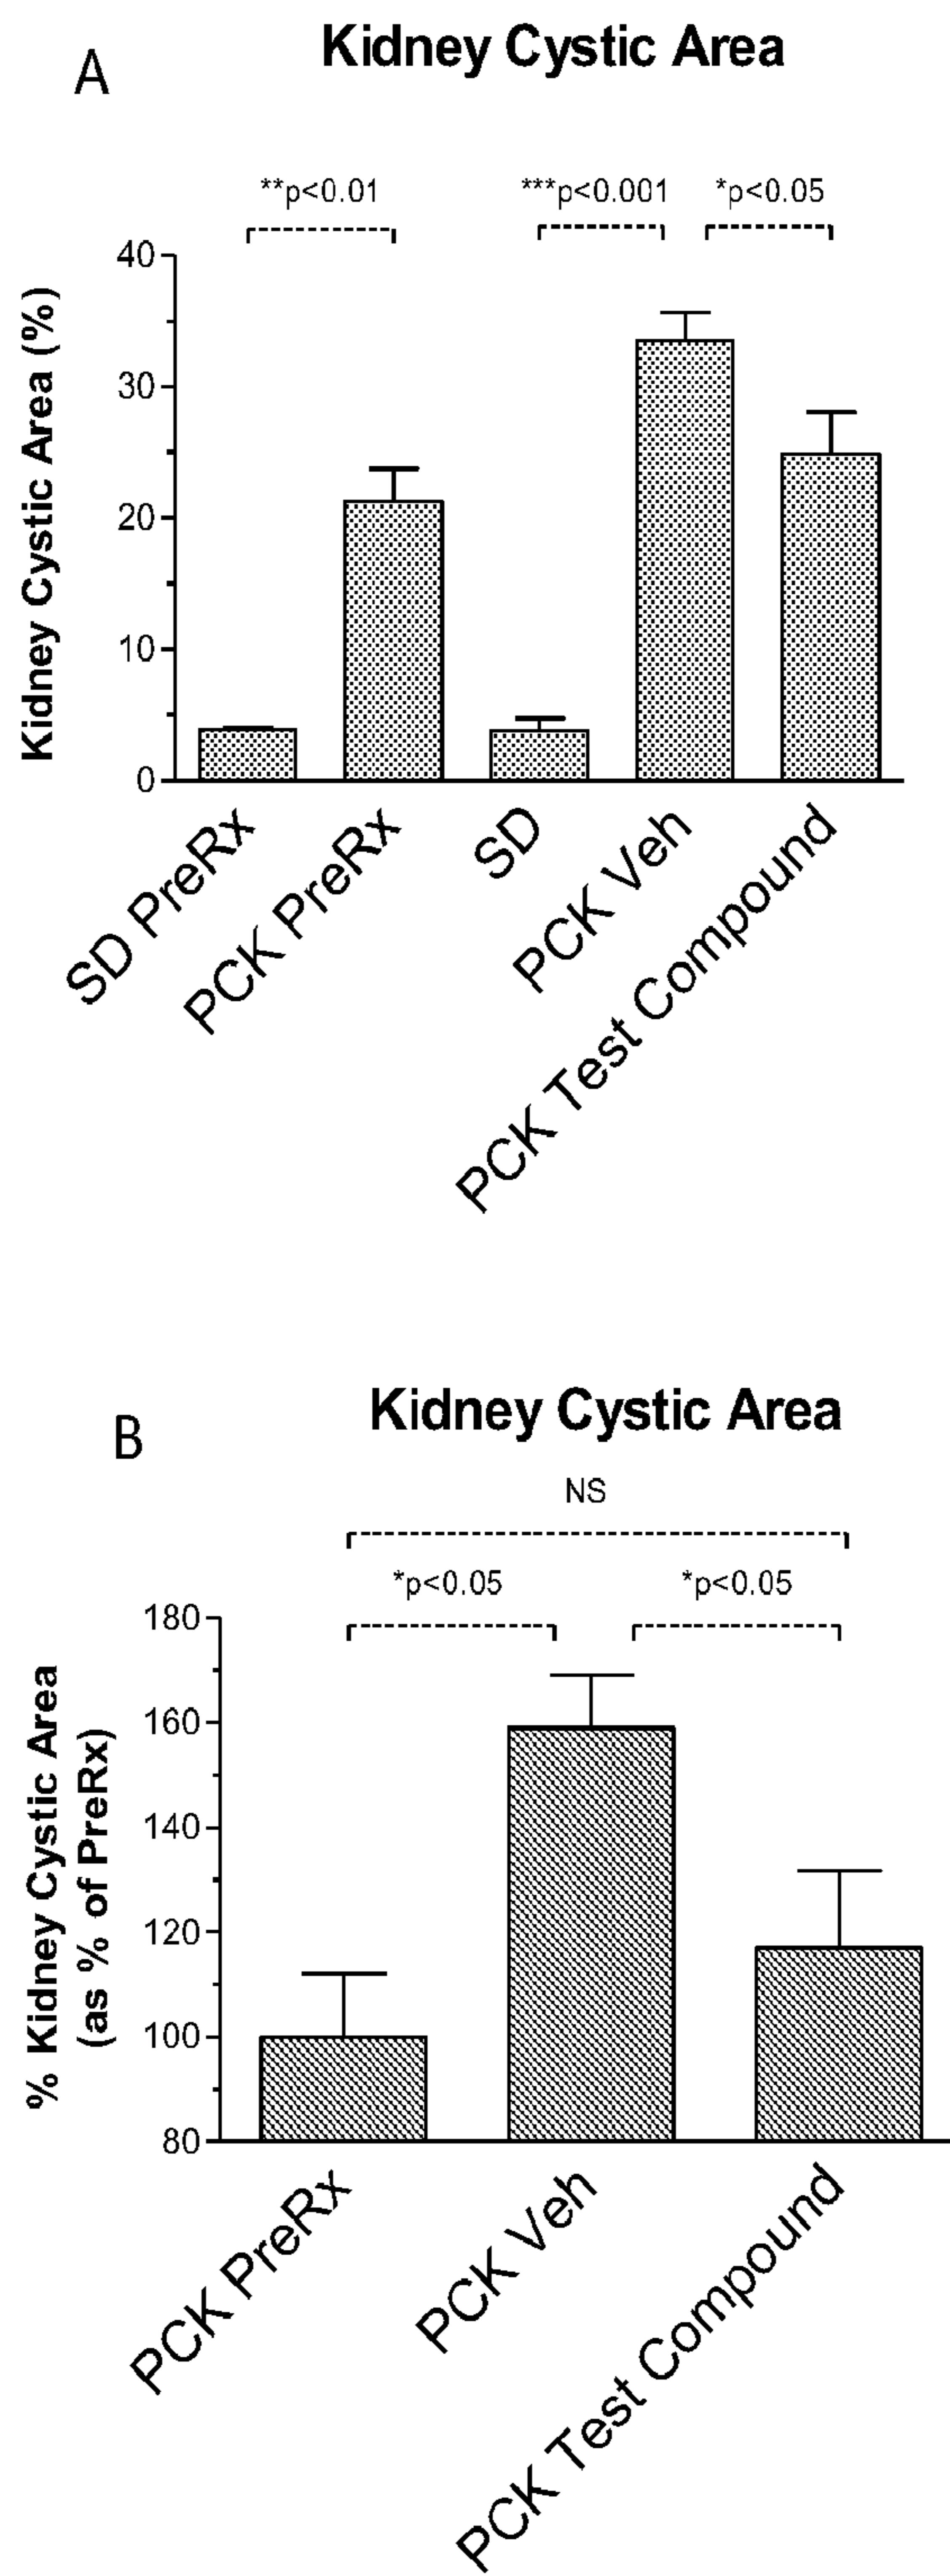 A
Kidney Cystic Area
**p<0.01
***p<0.001
*p<0.05
Kidney Cystic Area (%)
40
30
20
10
0
SD PreRx
PCK PreRx
SD
PCK Veh
PCK Test Compound
B
Kidney Cystic Area
NS
*p<0.05
*p<0.05
% Kidney Cystic Area
(as % of PreRx)
180
160
140
120
100
80
PCK PreRx
PCK Veh
PCK Test Compound